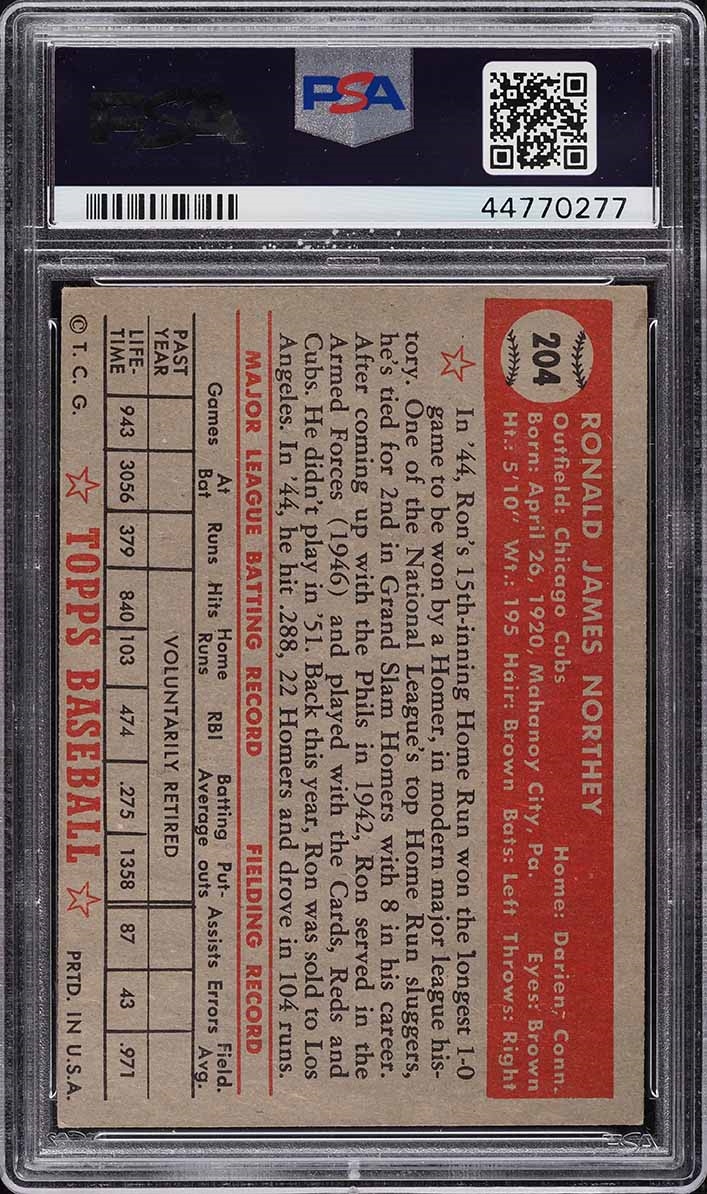 PSA
PSA
44770277
204
RONALD JAMES NORTHEY
Outfield: Chicago Cubs Home: Darien, Conn.
Born: April 26, 1920, Mahanoy City, Pa. Eyes: Brown
Ht.: 5'10" Wt.: 195 Hair: Brown Bats: Left Throws: Right
In '44, Ron's 15th-inning Home Run won the longest 1-0
game to be won by a Homer, in modern major league his-
tory. One of the National League's top Home Run sluggers,
he's tied for 2nd in Grand Slam Homers with 8 in his career.
After coming up with the Phils in 1942, Ron served in the
Armed Forces (1946) and played with the Cards, Reds and
Cubs. He didn't play in '51. Back this year, Ron was sold to Los
Angeles. In '44, he hit .288, 22 Homers and drove in 104 runs.
MAJOR LEAGUE BATTING RECORD FIELDING RECORD
Games At Bat Runs Hits Home Runs RBI Batting Average Put-outs Assists Errors Field. Avg.
PAST YEAR VOLUNTARILY RETIRED
LIFE-TIME 943 3056 379 840 103 474 .275 1358 87 43 .971
© T. C. G. TOPPS BASEBALL PRTD. IN U.S.A.
PSA